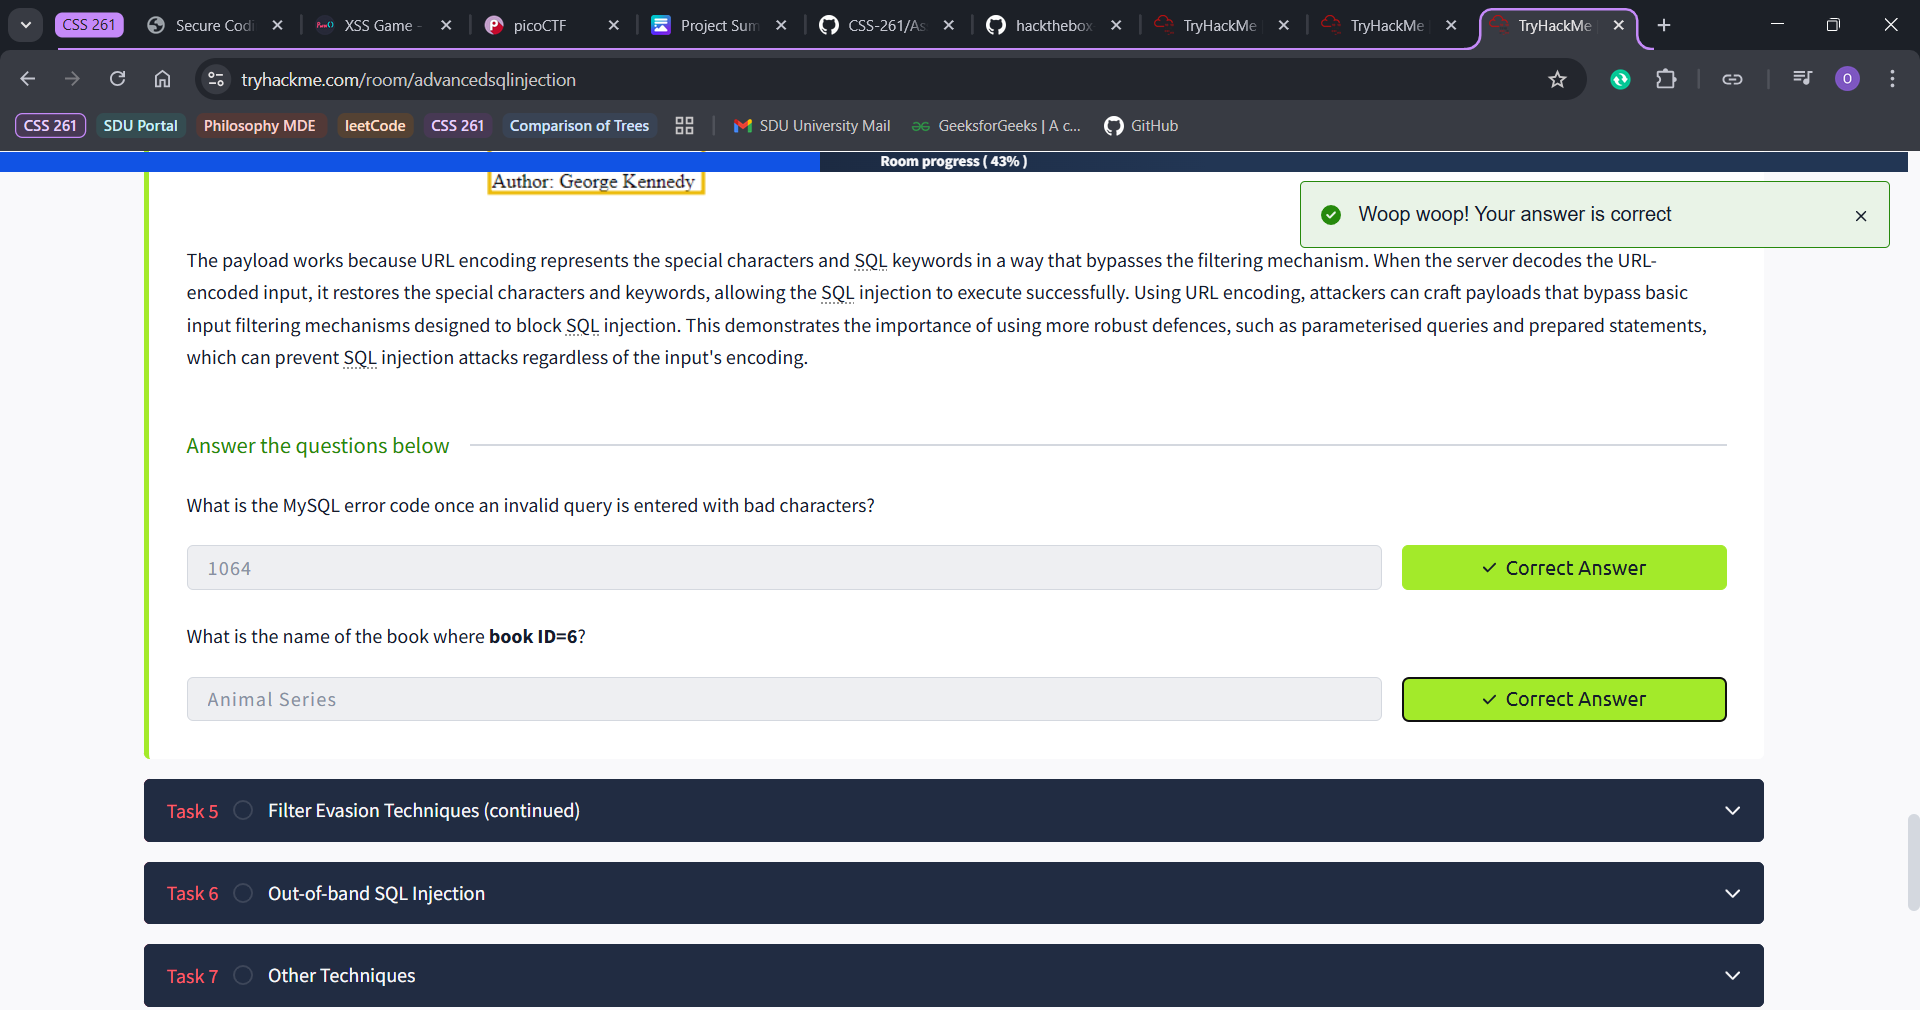 CSS 261
Secure Codi
XSS Game -
picoCTF
Project Sum
CSS-261/As
hackthebox
TryHackMe
TryHackMe
TryHackMe
tryhackme.com/room/advancedsqlinjection
O
CSS 261
SDU Portal
Philosophy MDE
leetCode
CSS 261
Comparison of Trees
SDU University Mail
GeeksforGeeks | A c...
GitHub
Room progress ( 43% )
Author: George Kennedy
Woop woop! Your answer is correct
The payload works because URL encoding represents the special characters and SQL keywords in a way that bypasses the filtering mechanism. When the server decodes the URL-
encoded input, it restores the special characters and keywords, allowing the SQL injection to execute successfully. Using URL encoding, attackers can craft payloads that bypass basic
input filtering mechanisms designed to block SQL injection. This demonstrates the importance of using more robust defences, such as parameterised queries and prepared statements,
which can prevent SQL injection attacks regardless of the input's encoding.
Answer the questions below
What is the MySQL error code once an invalid query is entered with bad characters?
1064
Correct Answer
What is the name of the book where book ID=6?
Animal Series
Correct Answer
Task 5 Filter Evasion Techniques (continued)
Task 6 Out-of-band SQL Injection
Task 7 Other Techniques